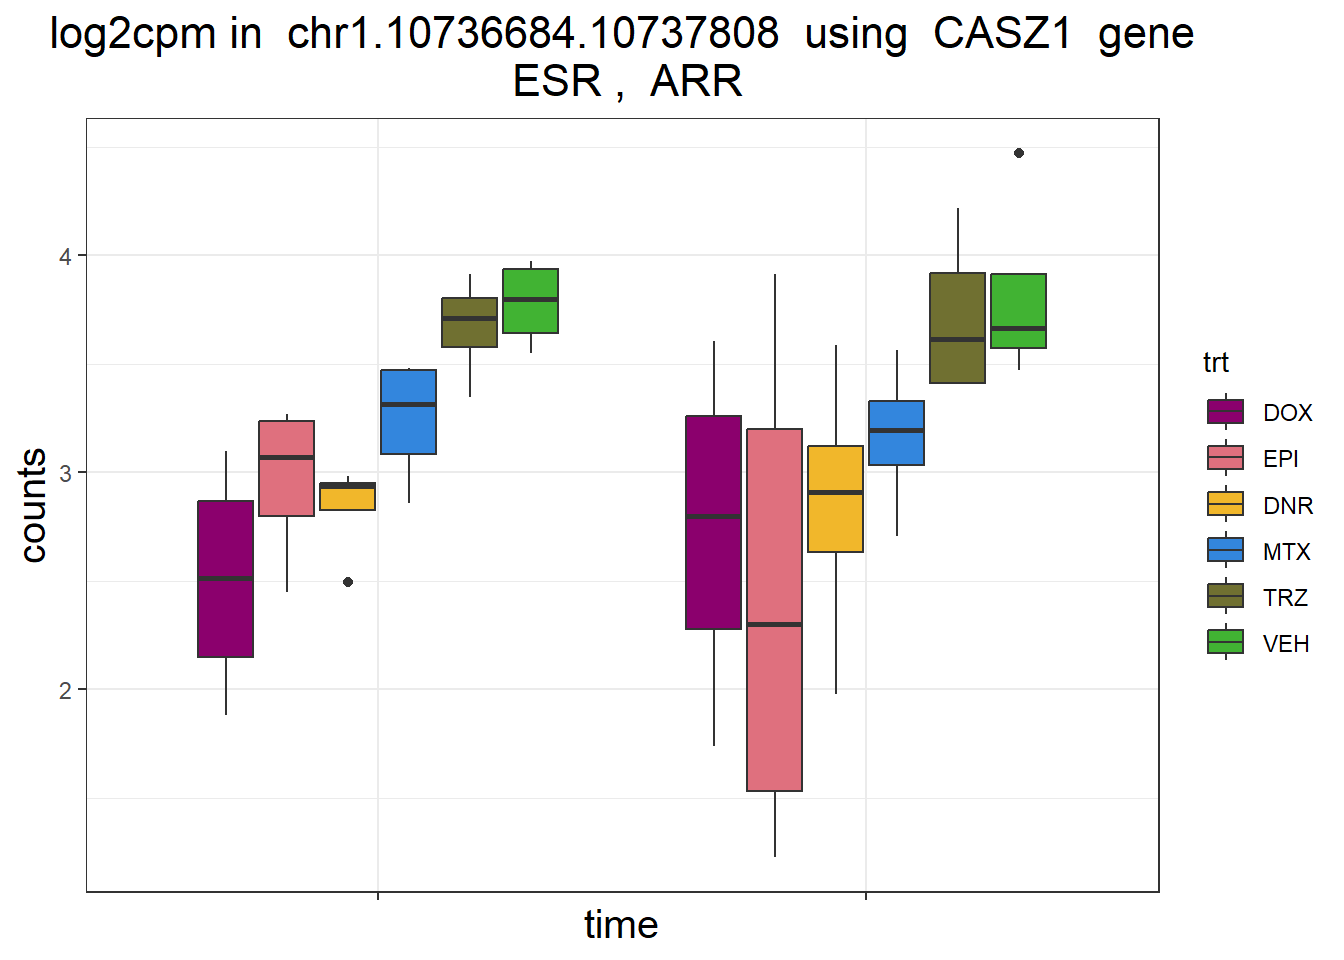 log2cpm in  chr1.10736684.10737808  using  CASZ1  gene
ESR ,  ARR
counts
4
3
2
time
trt
DOX
EPI
DNR
MTX
TRZ
VEH